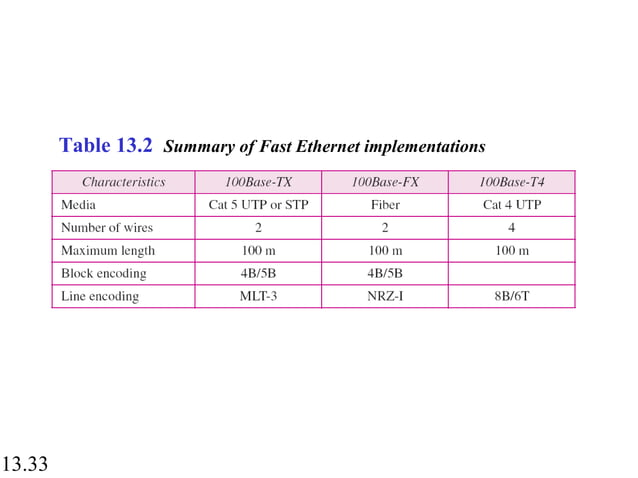 Table 13.2 Summary of Fast Ethernet implementations
Characteristics 100Base-TX 100Base-FX 100Base-T4
Media Cat 5 UTP or STP Fiber Cat 4 UTP
Number of wires 2 2 4
Maximum length 100 m 100 m 100 m
Block encoding 4B/5B 4B/5B
Line encoding MLT-3 NRZ-I 8B/6T
13.33